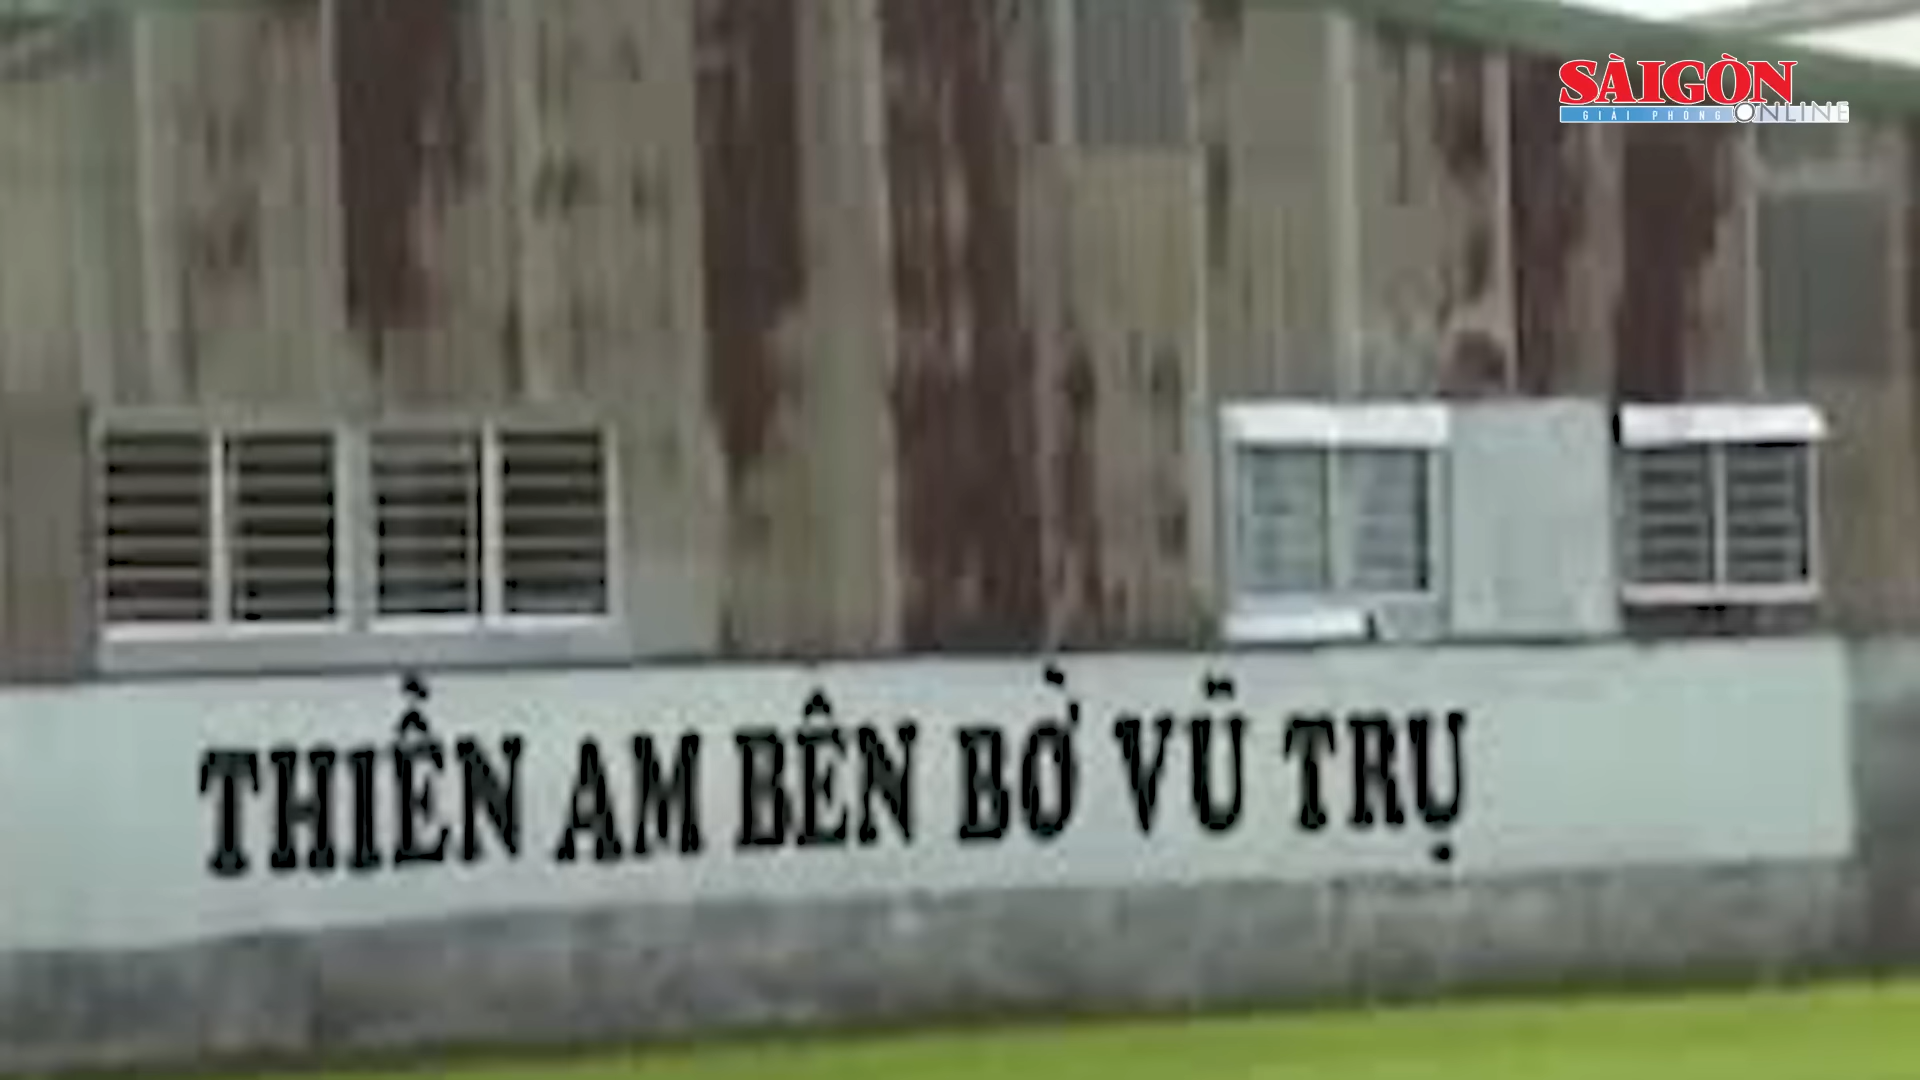 SÀIGÒN
GIẢI PHÓNG ONLINE
THIỀN AM BÊN BỜ VŨ TRỤ